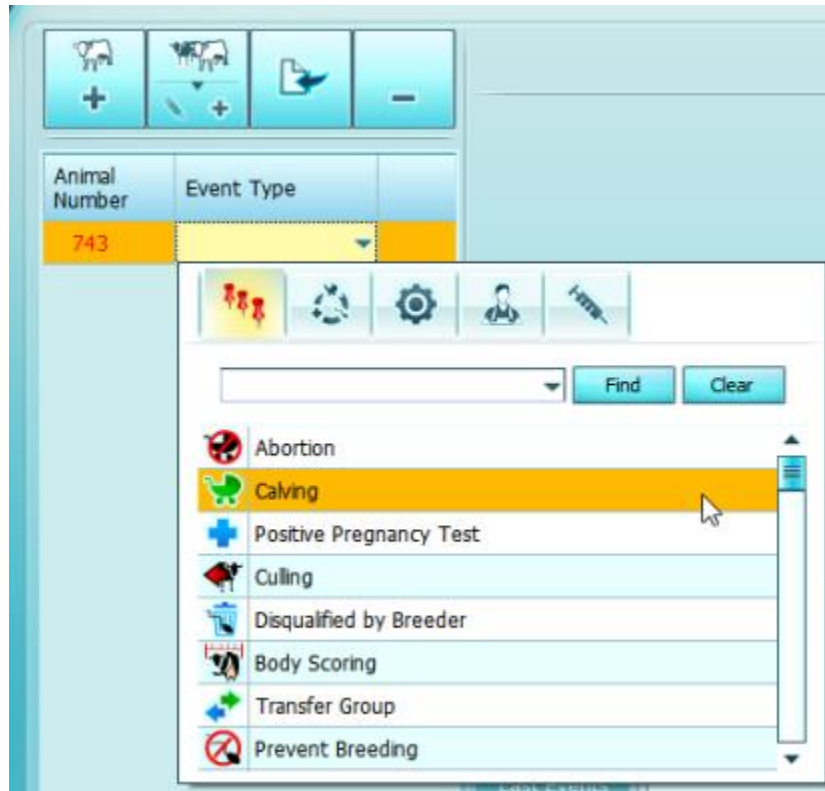 Animal
Number
Event Type
743
Find
Clear
Abortion
Calving
Positive Pregnancy Test
Culling
Disqualified by Breeder
Body Scoring
Transfer Group
Prevent Breeding